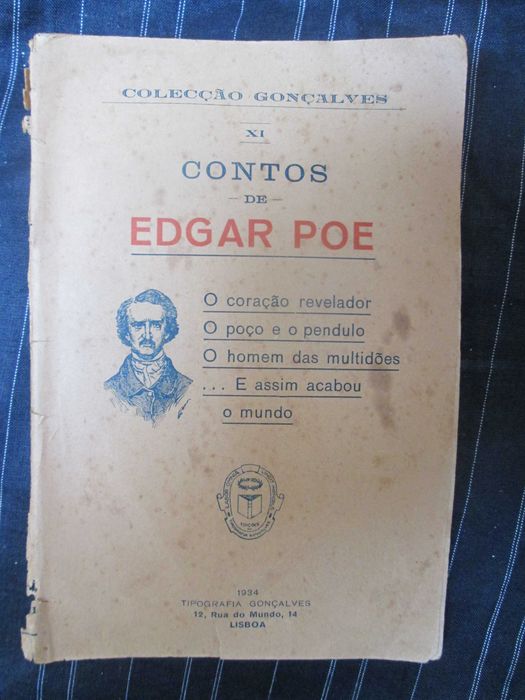 COLECÇÃO GONÇALVES
XI
CONTOS
DE
EDGAR POE
O coração revelador
O poço e o pendulo
O homem das multidões
... E assim acabou
o mundo
EDIÇÕES
1934
TIPOGRAFIA GONÇALVES
12, Rua do Mundo, 14
LISBOA